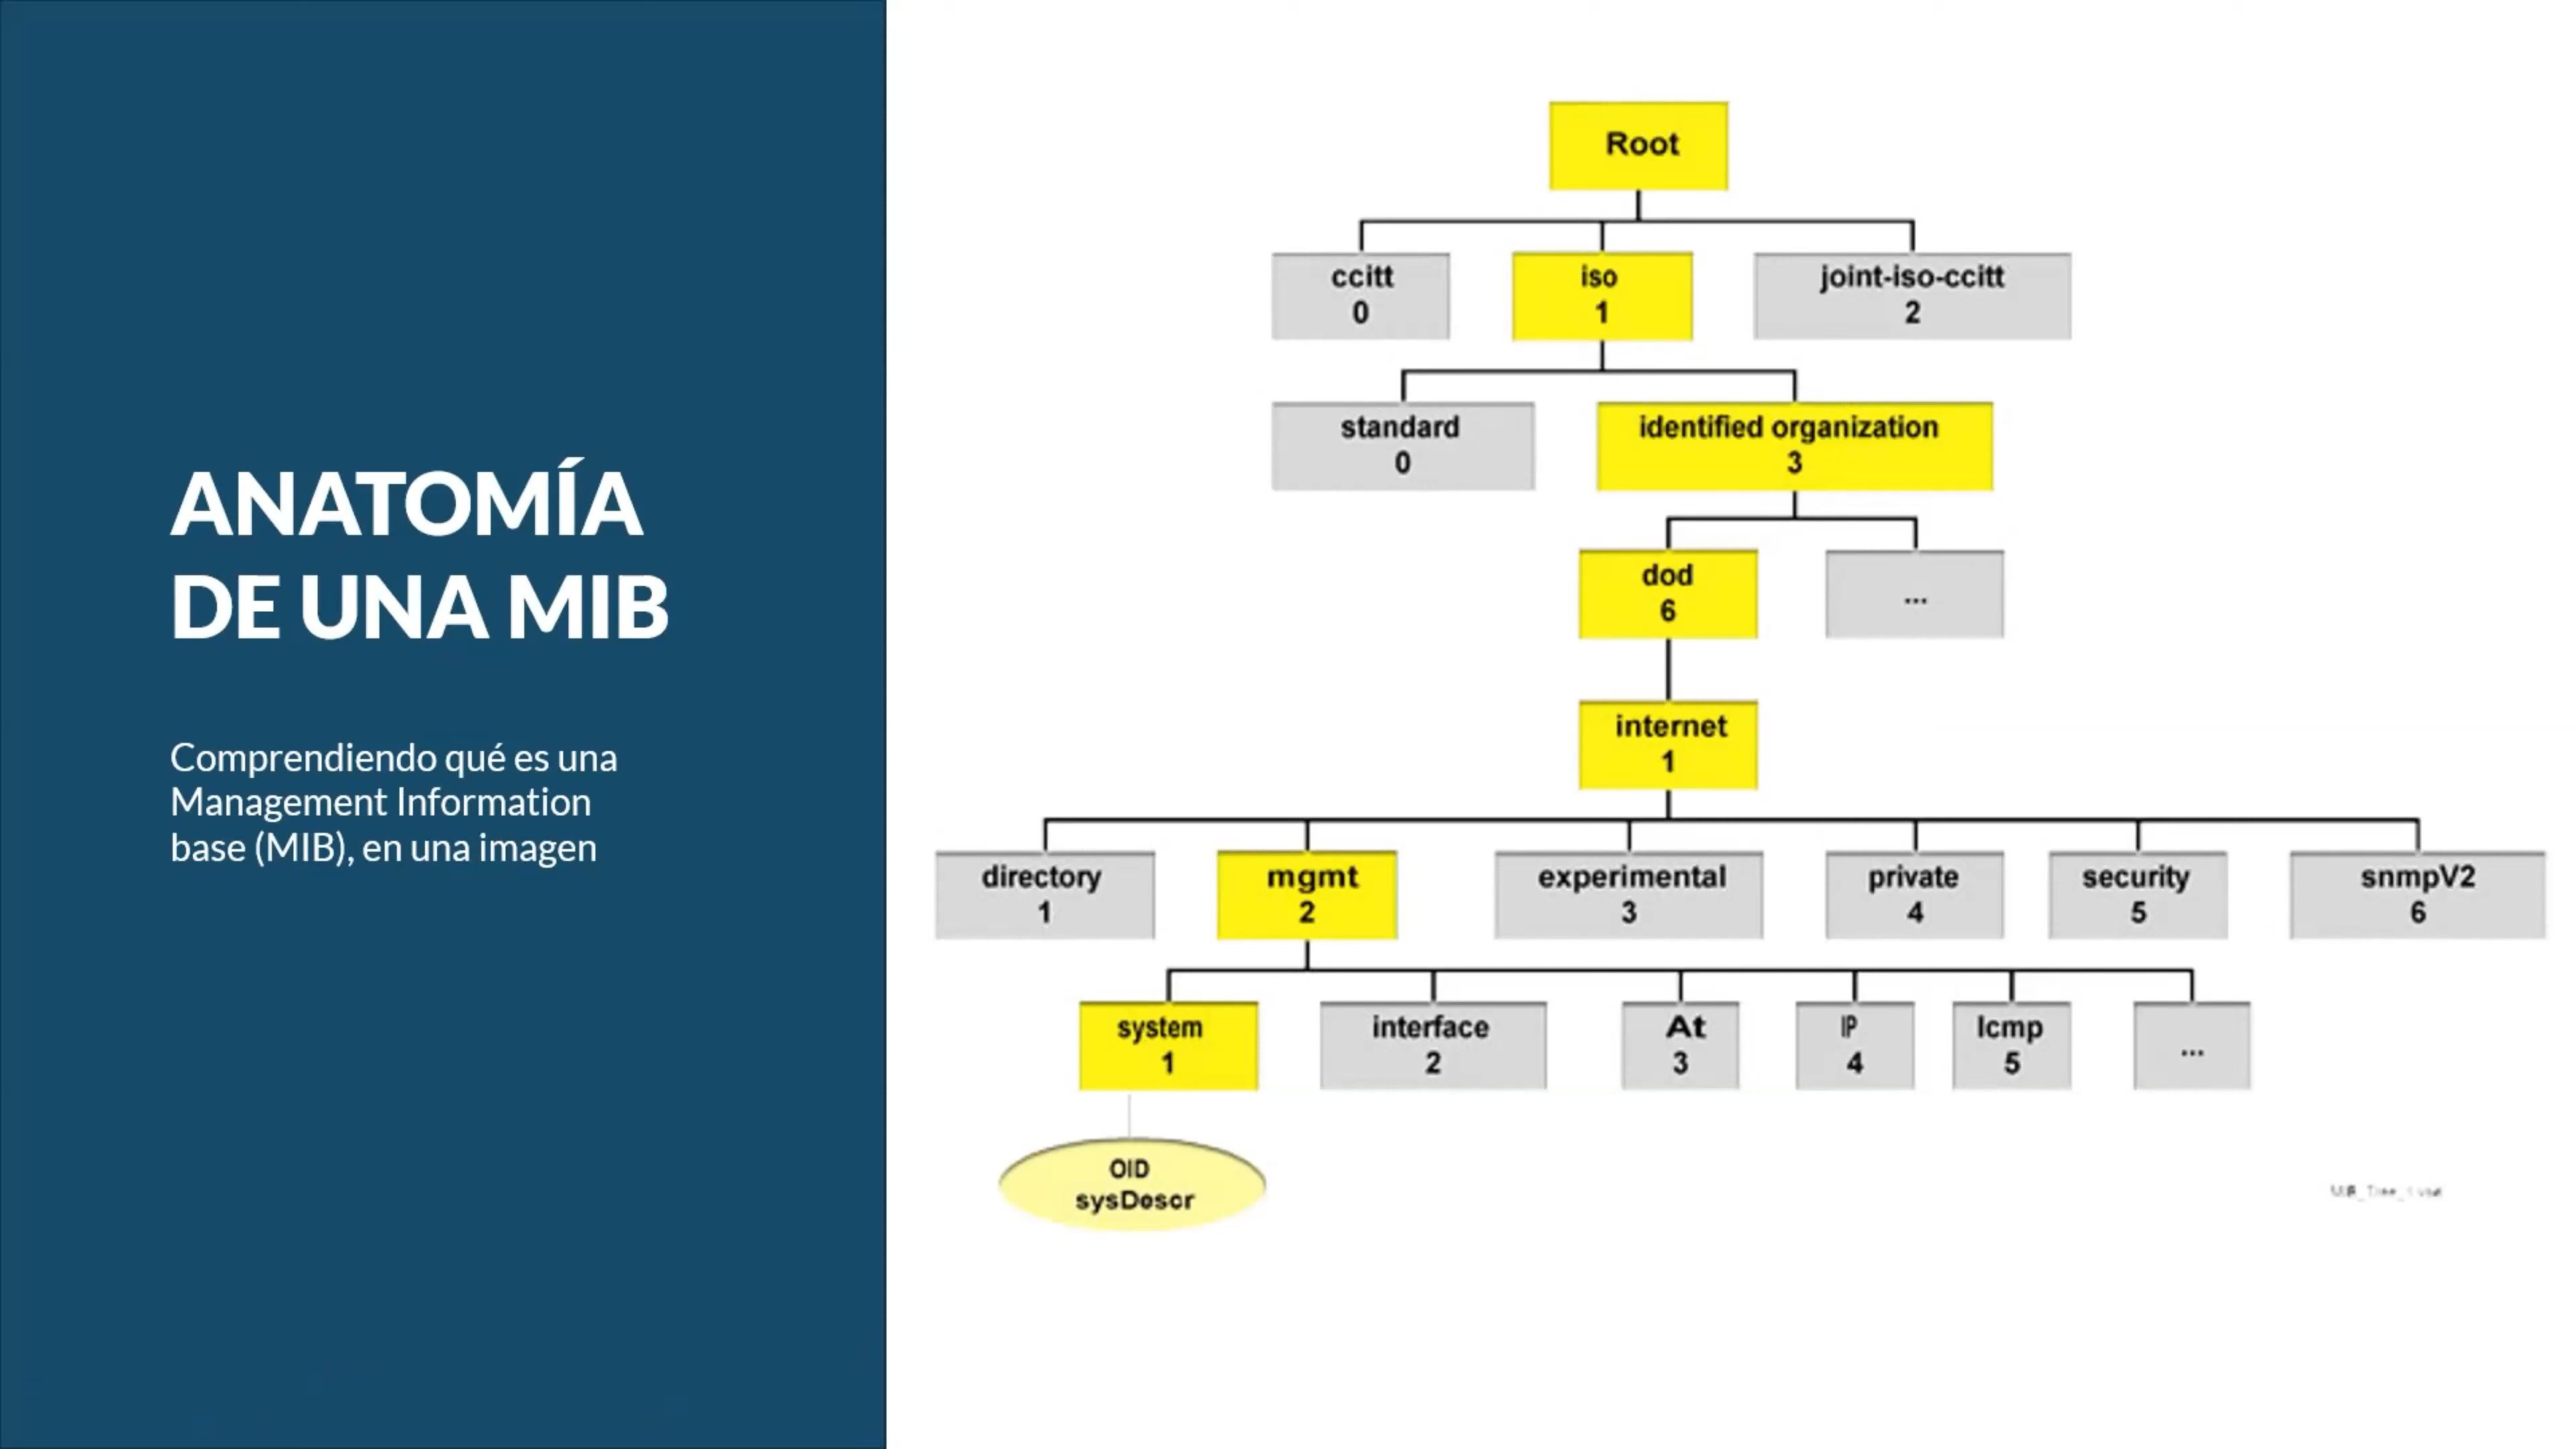 ANATOMÍA
DE UNA MIB
Comprendiendo qué es una
Management Information
base (MIB), en una imagen
Root
ccitt
0
iso
1
joint-iso-ccitt
2
standard
0
identified organization
3
dod
6
...
internet
1
directory
1
mgmt
2
experimental
3
private
4
security
5
snmpV2
6
system
1
interface
2
At
3
IP
4
Icmp
5
...
OID
sysDescr